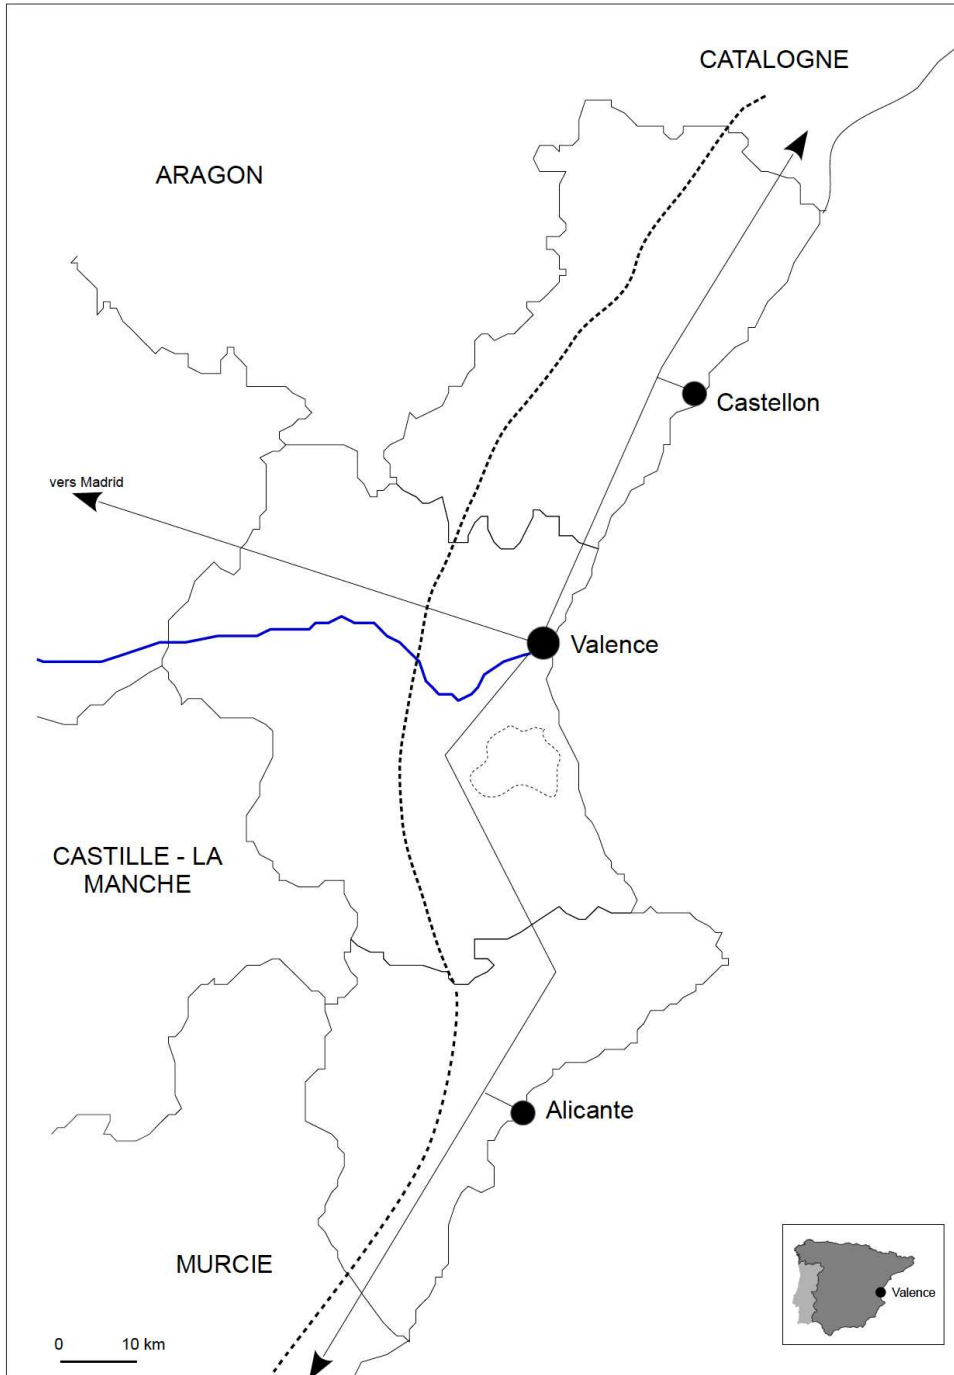 CATALOGNE
ARAGON
Castellon
vers Madrid
Valence
CASTILLE - LA
MANCHE
Alicante
MURCIE
Valence
0 10 km